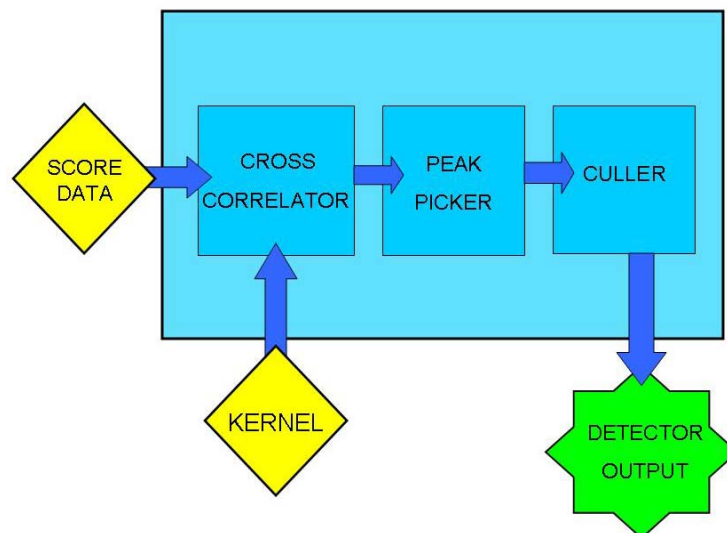 SCORE
DATA
CROSS
CORRELATOR
PEAK
PICKER
CULLER
KERNEL
DETECTOR
OUTPUT